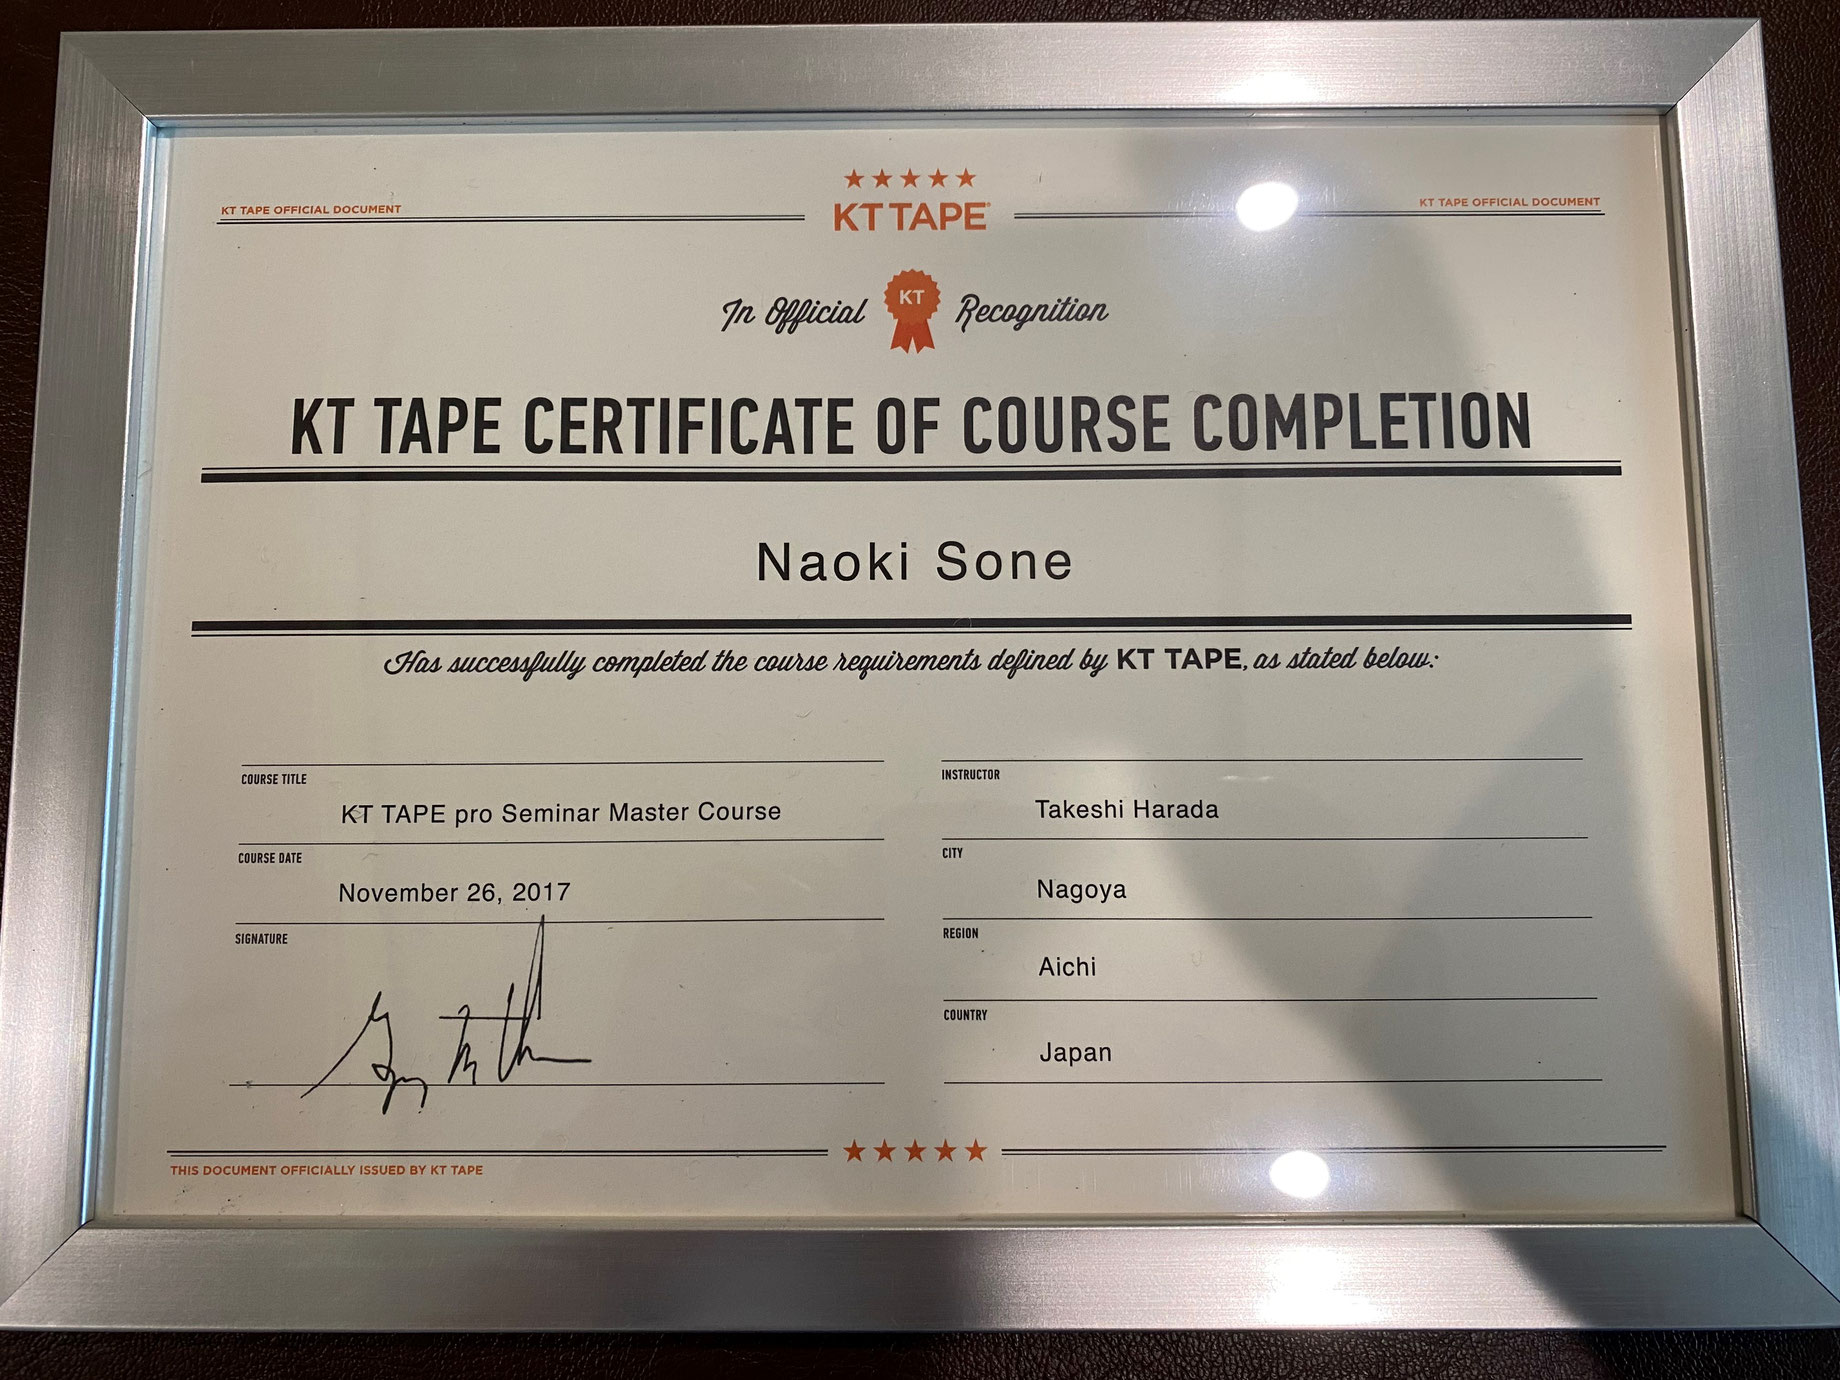 KT TAPE OFFICIAL DOCUMENT
KT TAPE
KT TAPE OFFICIAL DOCUMENT
In Official KT Recognition
KT TAPE CERTIFICATE OF COURSE COMPLETION
Naoki Sone
Has successfully completed the course requirements defined by KT TAPE, as stated below:
COURSE TITLE
KT TAPE pro Seminar Master Course
COURSE DATE
November 26, 2017
SIGNATURE
INSTRUCTOR
Takeshi Harada
CITY
Nagoya
REGION
Aichi
COUNTRY
Japan
THIS DOCUMENT OFFICIALLY ISSUED BY KT TAPE